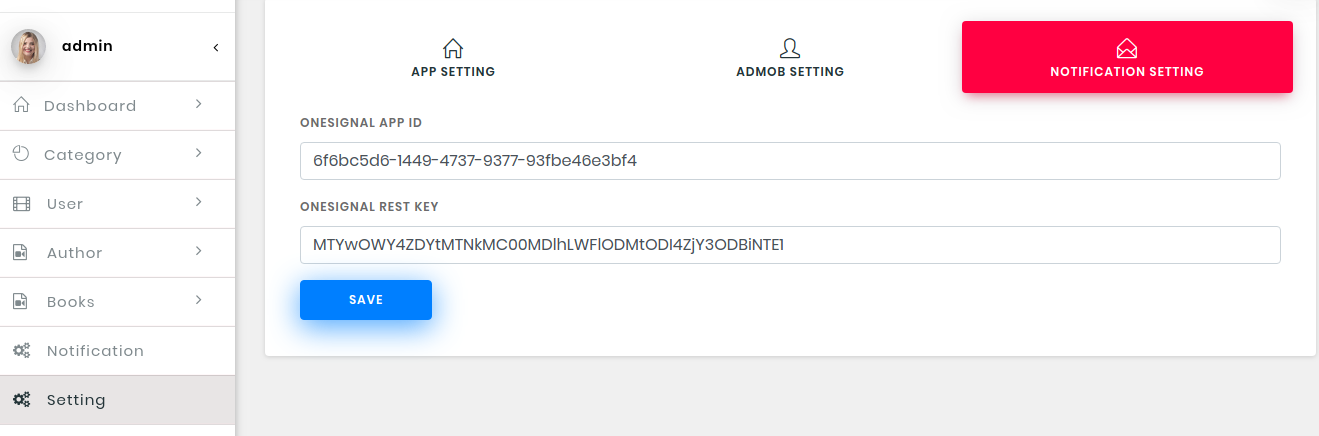 admin
Dashboard
Category
User
Author
Books
Notification
Setting
APP SETTING
ADMOB SETTING
NOTIFICATION SETTING
ONESIGNAL APP ID
6f6bc5d6-1449-4737-9377-93fbe46e3bf4
ONESIGNAL REST KEY
MTYwOWY4ZDYtMTNkMC00MDlhLWFlODMtODI4ZjY3ODBiNTE1
SAVE